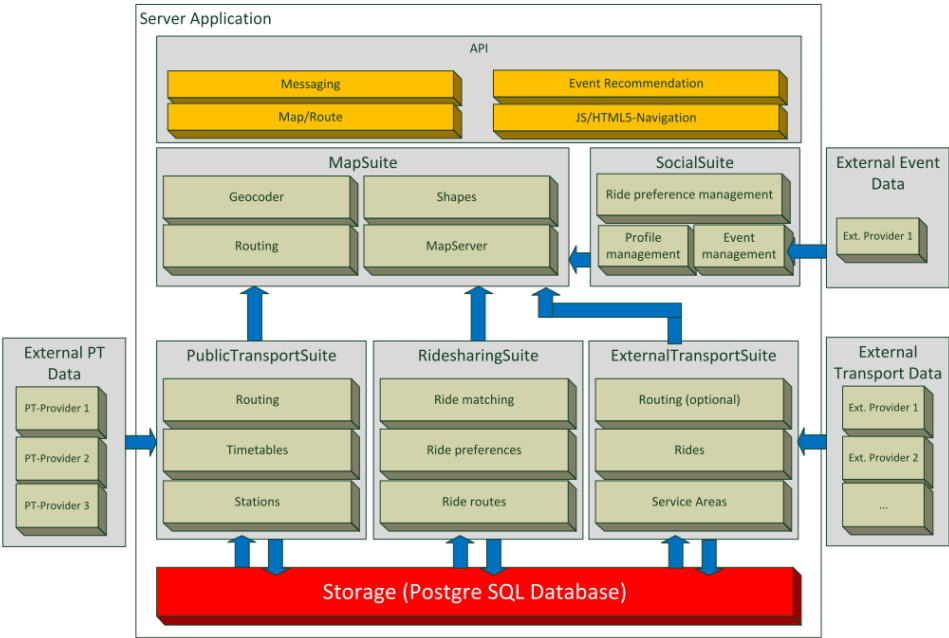 Server Application
API
Messaging
Event Recommendation
Map/Route
JS/HTML5-Navigation
MapSuite
Geocoder
Shapes
Routing
MapServer
SocialSuite
Ride preference management
Profile
management
Event
management
External Event
Data
Ext. Provider 1
External PT
Data
PT-Provider 1
PT-Provider 2
PT-Provider 3
PublicTransportSuite
Routing
Timetables
Stations
RidesharingSuite
Ride matching
Ride preferences
Ride routes
ExternalTransportSuite
Routing (optional)
Rides
Service Areas
External
Transport Data
Ext. Provider 1
Ext. Provider 2
...
Storage (Postgre SQL Database)